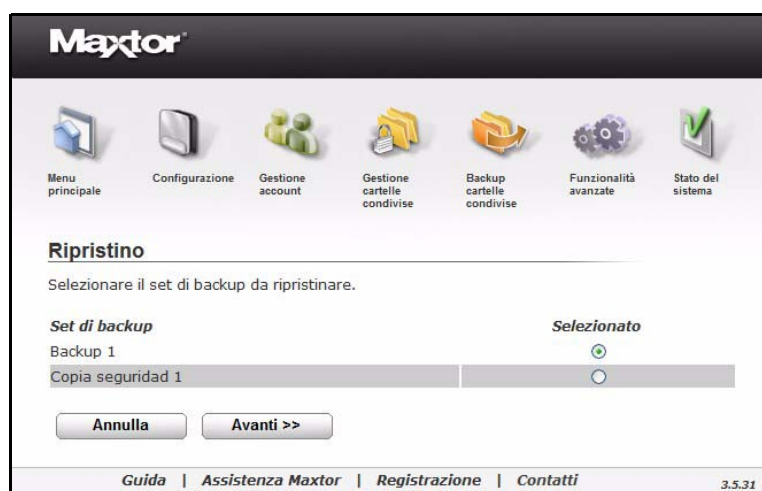 Maxtor
Menu principale
Configurazione
Gestione account
Gestione cartelle condivise
Backup cartelle condivise
Funzionalità avanzate
Stato del sistema
Ripristino
Selezionare il set di backup da ripristinare.
Set di backup Selezionato
Backup 1
Copia seguridad 1
Annulla Avanti >>
Guida | Assistenza Maxtor | Registrazione | Contatti 3.5.31